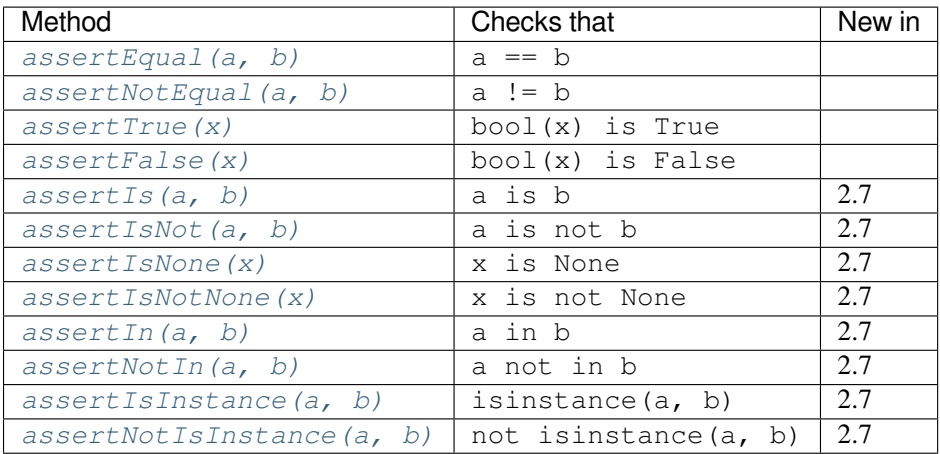 Method Checks that New in
assertEqual(a, b) a == b
assertNotEqual(a, b) a != b
assertTrue(x) bool(x) is True
assertFalse(x) bool(x) is False
assertIs(a, b) a is b 2.7
assertIsNot(a, b) a is not b 2.7
assertIsNone(x) x is None 2.7
assertIsNotNone(x) x is not None 2.7
assertIn(a, b) a in b 2.7
assertNotIn(a, b) a not in b 2.7
assertIsInstance(a, b) isinstance(a, b) 2.7
assertNotIsInstance(a, b) not isinstance(a, b) 2.7